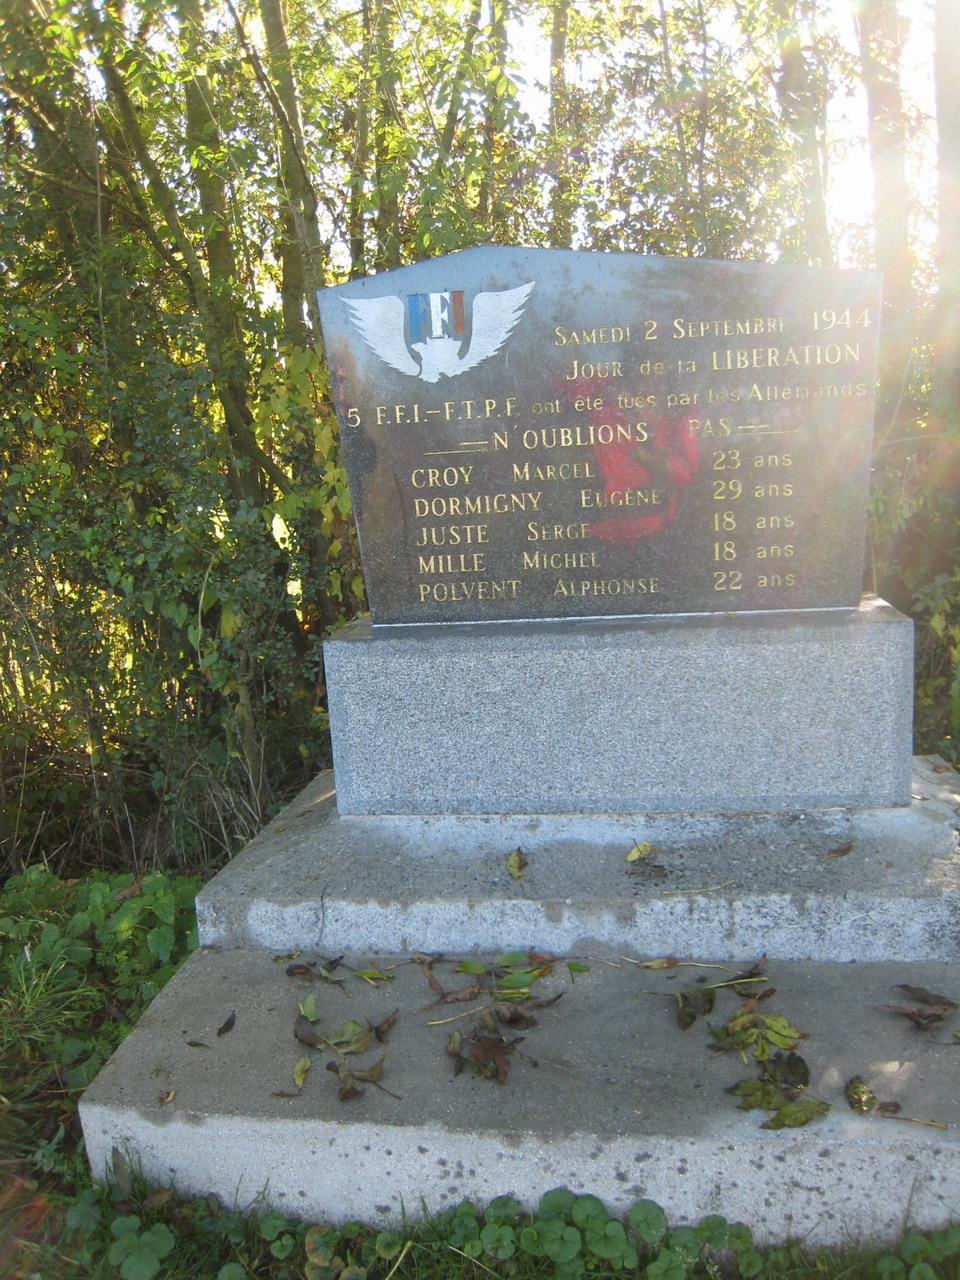 FFI
SAMEDI 2 SEPTEMBRE 1944
JOUR de la LIBERATION
5 F.F.I.-F.T.P.F. ont été tués par les Allemands
— N'OUBLIONS PAS —
CROY MARCEL 23 ans
DORMIGNY EUGÈNE 29 ans
JUSTE SERGE 18 ans
MILLE MICHEL 18 ans
POLVENT ALPHONSE 22 ans